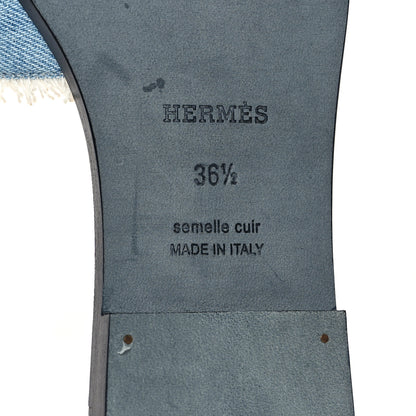 HERMÈS
36½
semelle cuir
MADE IN ITALY